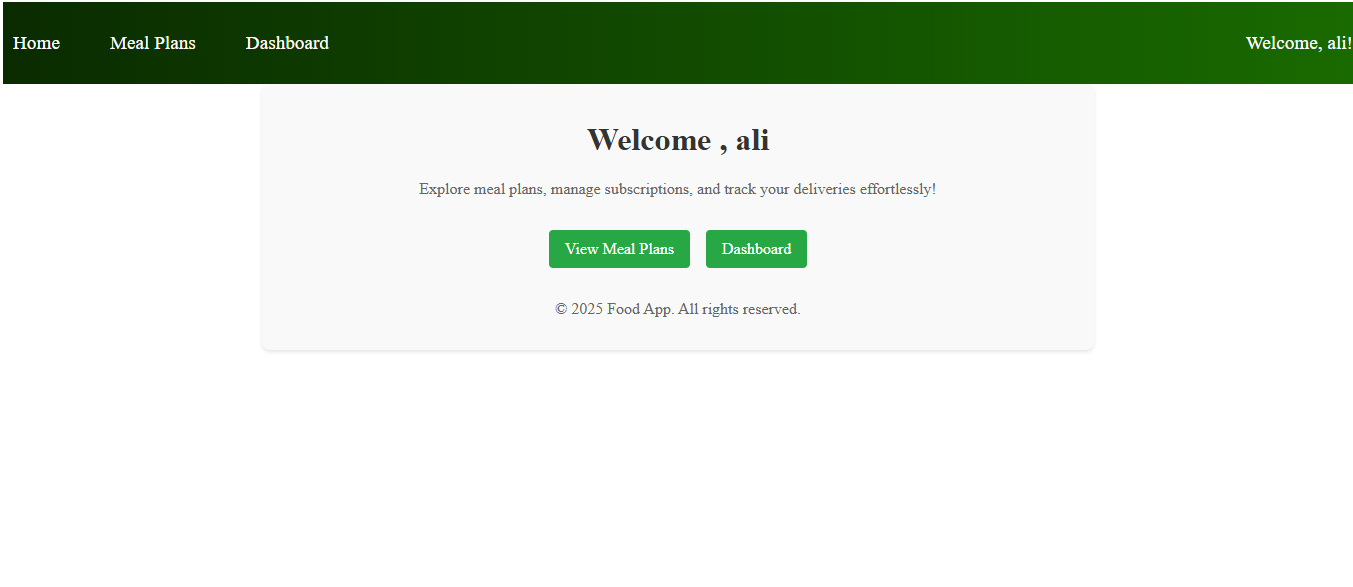 Home Meal Plans Dashboard Welcome, ali!
Welcome , ali
Explore meal plans, manage subscriptions, and track your deliveries effortlessly!
View Meal Plans Dashboard
© 2025 Food App. All rights reserved.